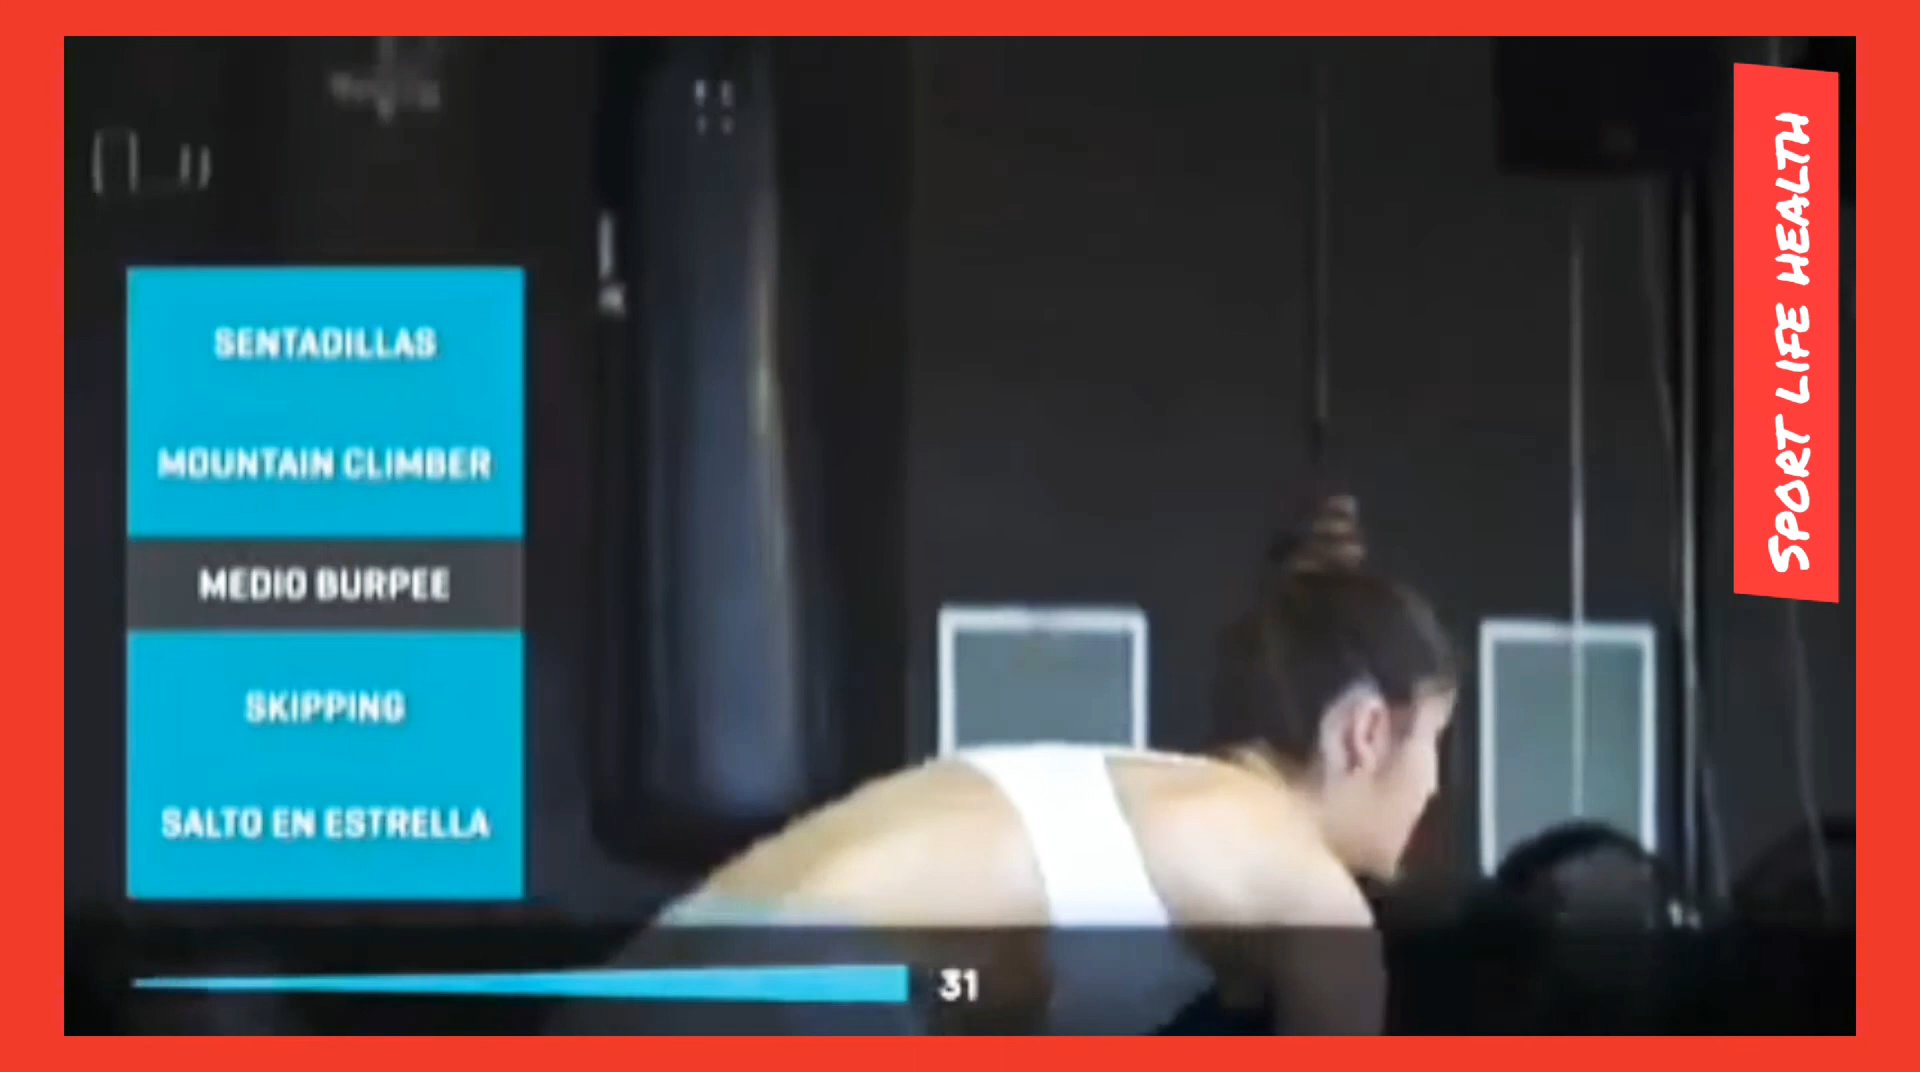 SENTADILLAS
MOUNTAIN CLIMBER
MEDIO BURPEE
SKIPPING
SALTO EN ESTRELLA
31
SPORT LIFE HEALTH